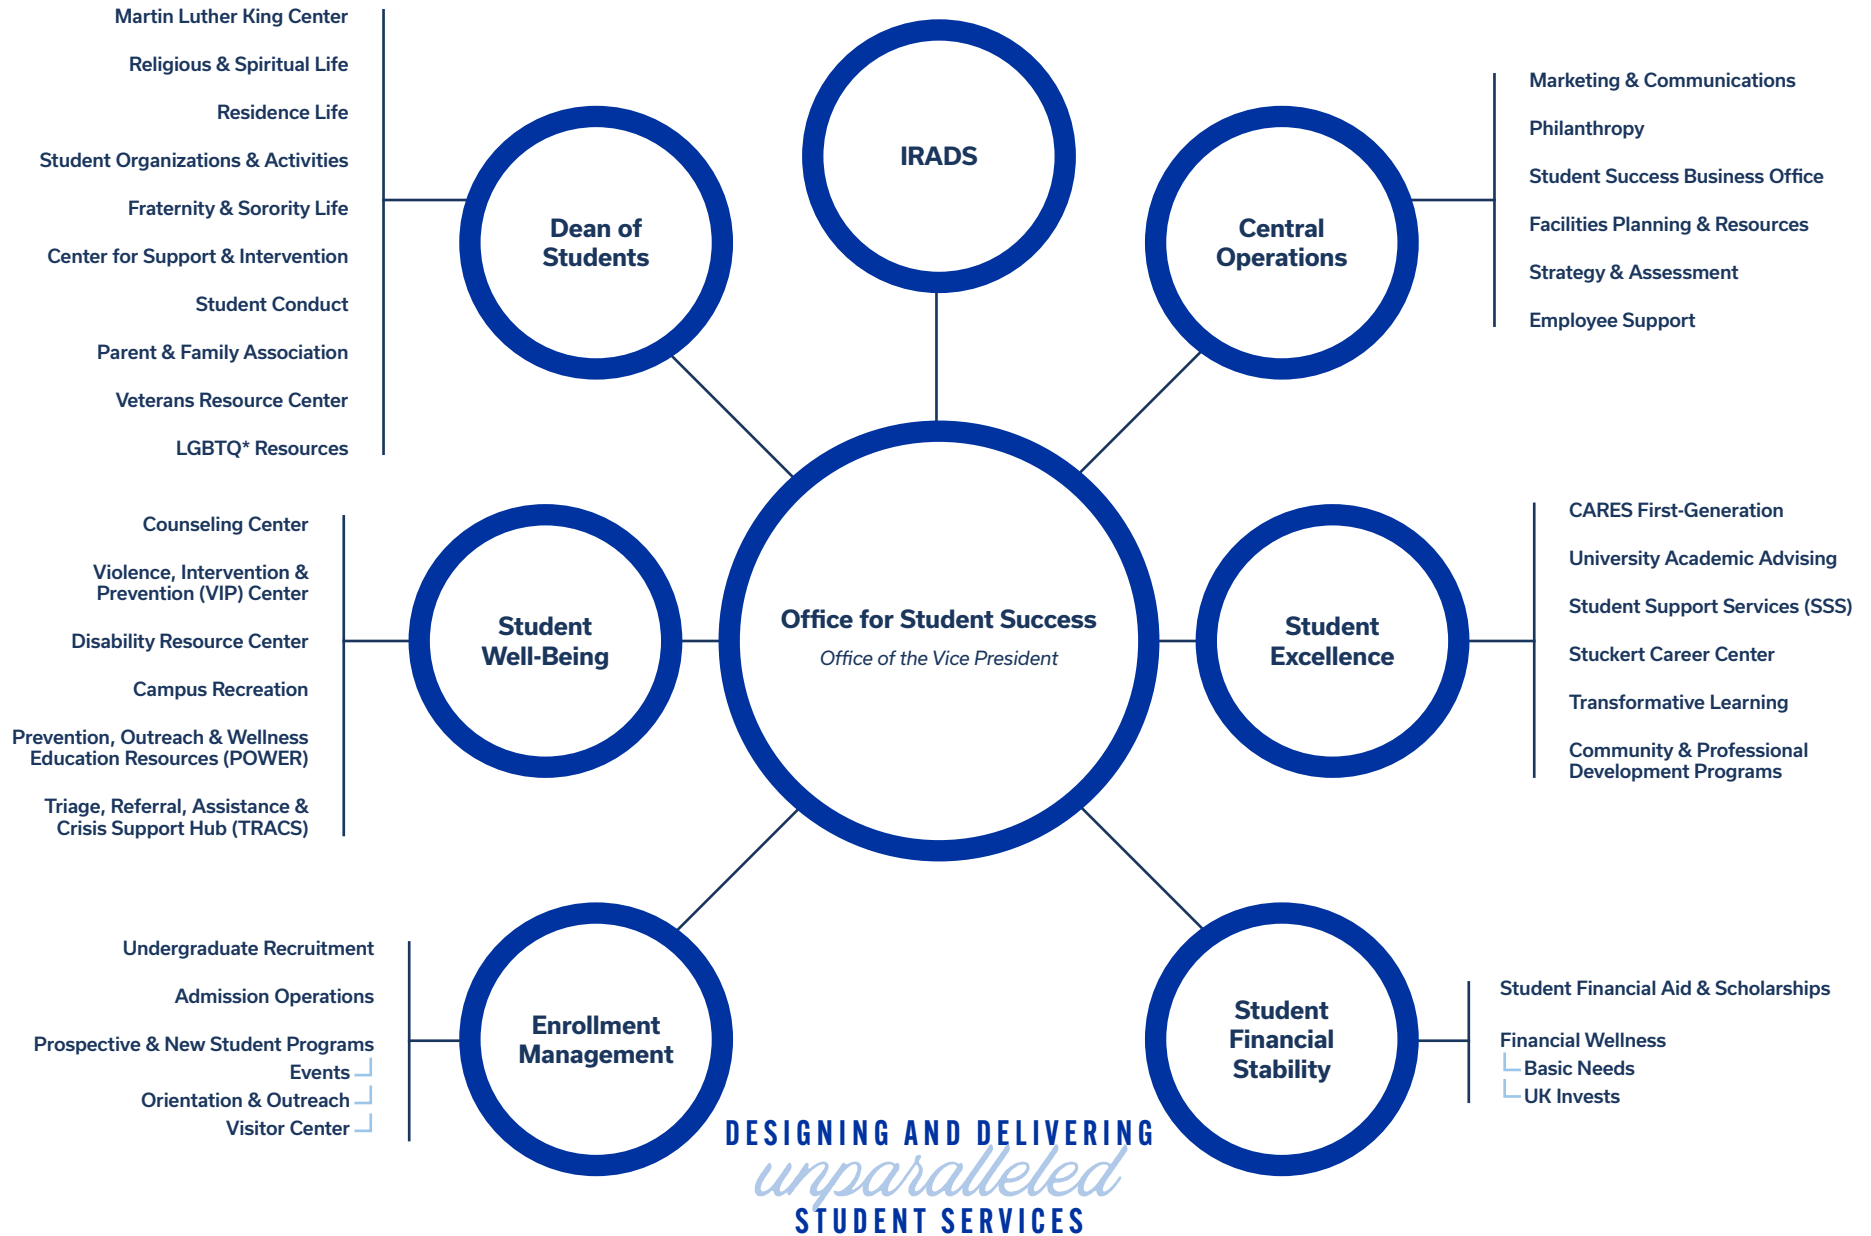 Martin Luther King Center
Religious & Spiritual Life
Residence Life
Student Organizations & Activities
Fraternity & Sorority Life
Center for Support & Intervention
Student Conduct
Parent & Family Association
Veterans Resource Center
LGBTQ* Resources
Dean of
Students
IRADS
Central
Operations
Marketing & Communications
Philanthropy
Student Success Business Office
Facilities Planning & Resources
Strategy & Assessment
Employee Support
Counseling Center
Violence, Intervention &
Prevention (VIP) Center
Disability Resource Center
Campus Recreation
Prevention, Outreach & Wellness
Education Resources (POWER)
Triage, Referral, Assistance &
Crisis Support Hub (TRACS)
Student
Well-Being
Office for Student Success
Office of the Vice President
Student
Excellence
CARES First-Generation
University Academic Advising
Student Support Services (SSS)
Stuckert Career Center
Transformative Learning
Community & Professional
Development Programs
Undergraduate Recruitment
Admission Operations
Prospective & New Student Programs
Events
Orientation & Outreach
Visitor Center
Enrollment
Management
Student
Financial
Stability
Student Financial Aid & Scholarships
Financial Wellness
Basic Needs
UK Invests
DESIGNING AND DELIVERING
unparalleled
STUDENT SERVICES